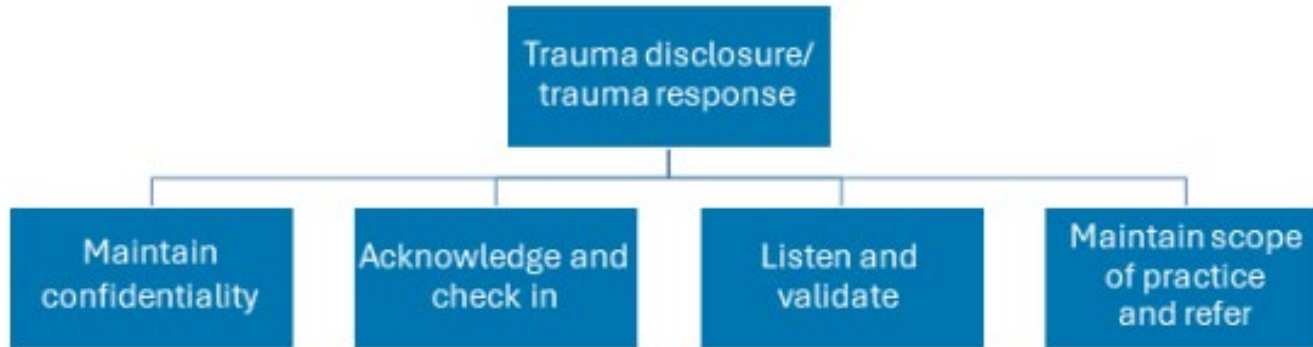 Trauma disclosure/
trauma response
Maintain
confidentiality
Acknowledge and
check in
Listen and
validate
Maintain scope
of practice
and refer